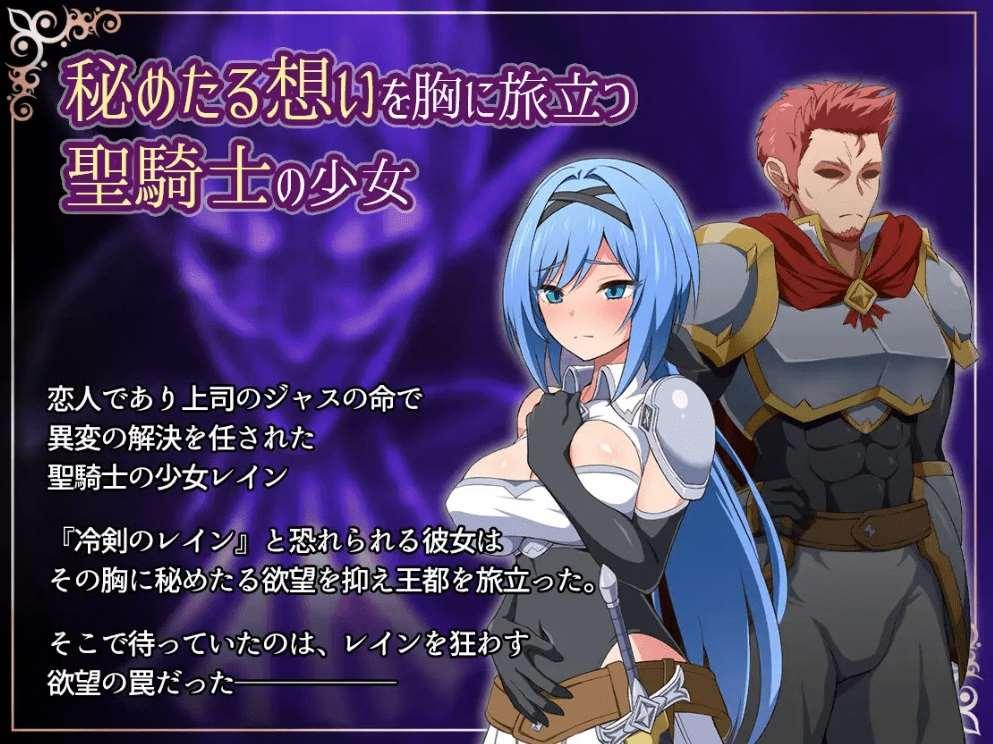 秘めたる想いを胸に旅立つ
聖騎士の少女
恋人であり上司のジャスの命で
異変の解決を任された
聖騎士の少女レイン
『冷剣のレイン』と恐れられる彼女は
その胸に秘めたる欲望を抑え王都を旅立った。
そこで待っていたのは、レインを狂わす
欲望の罠だった――――――